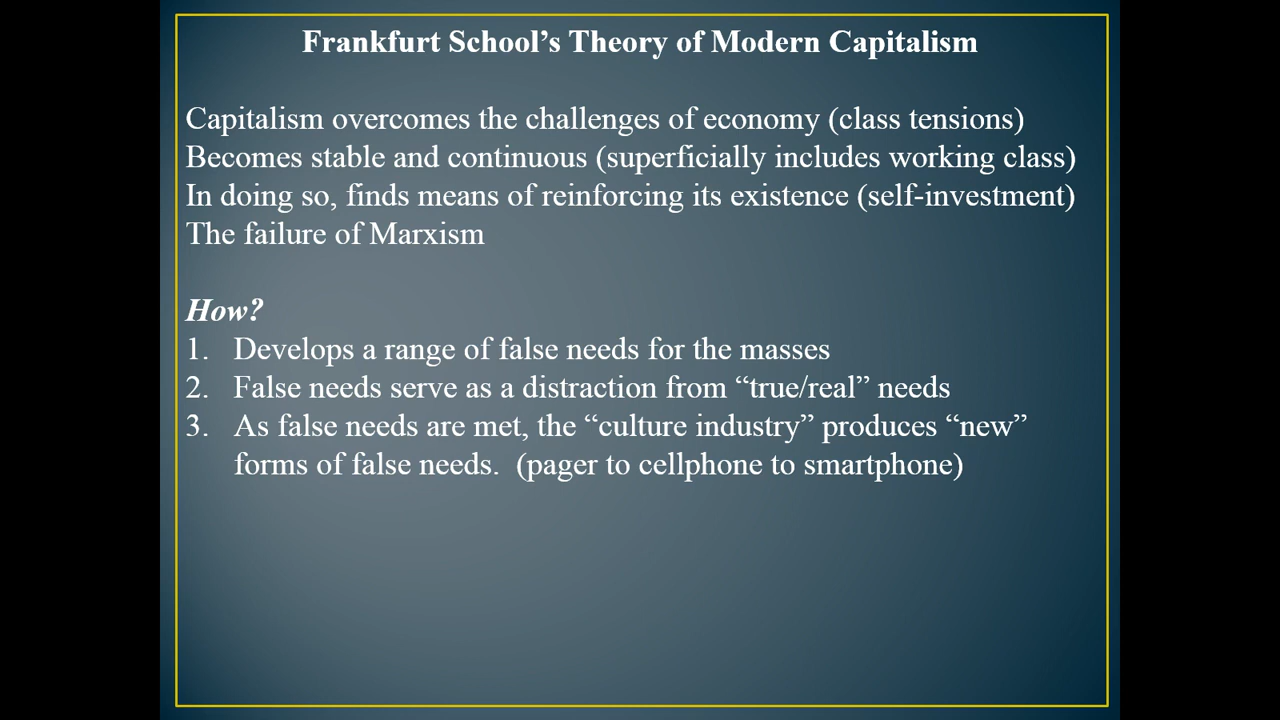 Frankfurt School’s Theory of Modern Capitalism
Capitalism overcomes the challenges of economy (class tensions)
Becomes stable and continuous (superficially includes working class)
In doing so, finds means of reinforcing its existence (self-investment)
The failure of Marxism
How?
1. Develops a range of false needs for the masses
2. False needs serve as a distraction from “true/real” needs
3. As false needs are met, the “culture industry” produces “new”
forms of false needs. (pager to cellphone to smartphone)